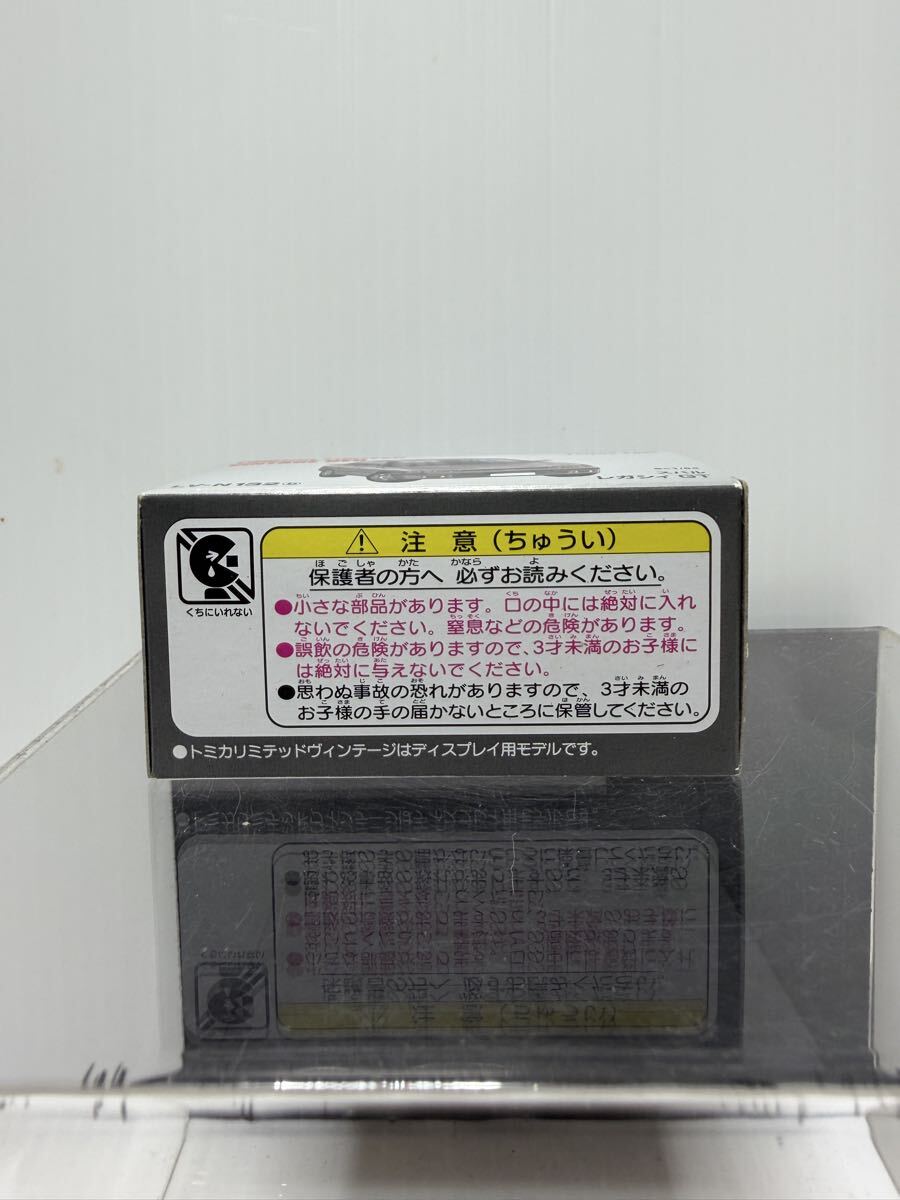 スバル
レガシィ GT
くちにいれない
⚠ 注 意（ちゅうい）
保護者の方へ 必ずお読みください。
●小さな部品があります。口の中には絶対に入れ
ないでください。窒息などの危険があります。
●誤飲の危険がありますので、3才未満のお子様に
は絶対に与えないでください。
●思わぬ事故の恐れがありますので、3才未満の
お子様の手の届かないところに保管してください。
●トミカリミテッドヴィンテージはディスプレイ用モデルです。